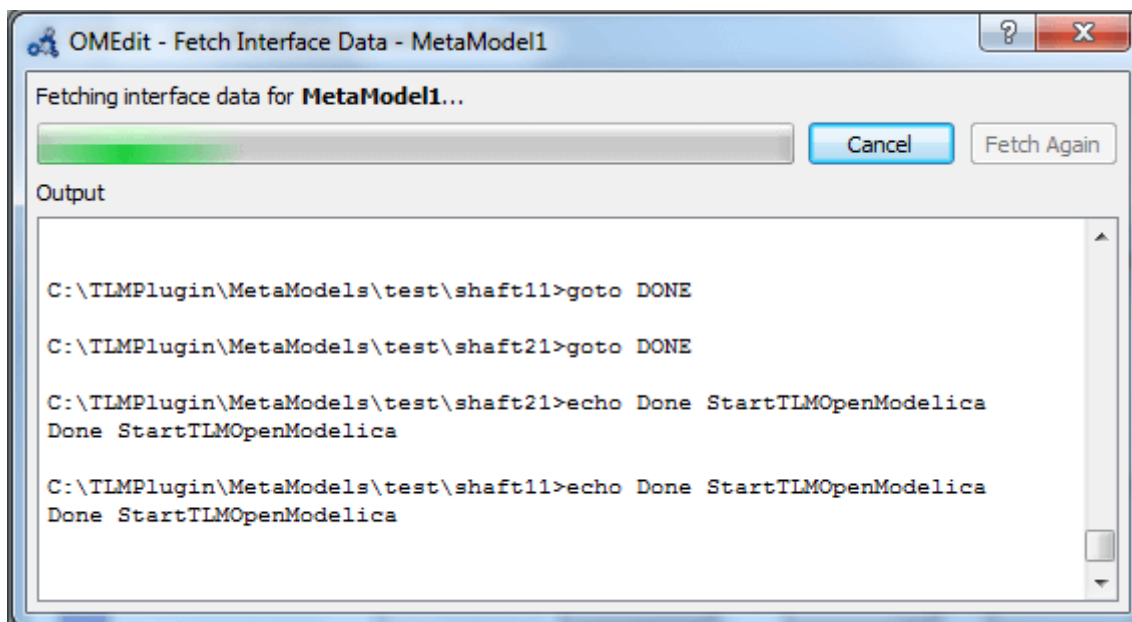 OMEdit - Fetch Interface Data - MetaModel1
?
X
Fetching interface data for MetaModel1...
Cancel
Fetch Again
Output
C:\TLMPlugin\MetaModels\test\shaft11>goto DONE
C:\TLMPlugin\MetaModels\test\shaft21>goto DONE
C:\TLMPlugin\MetaModels\test\shaft21>echo Done StartTLMOpenModelica
Done StartTLMOpenModelica
C:\TLMPlugin\MetaModels\test\shaft11>echo Done StartTLMOpenModelica
Done StartTLMOpenModelica